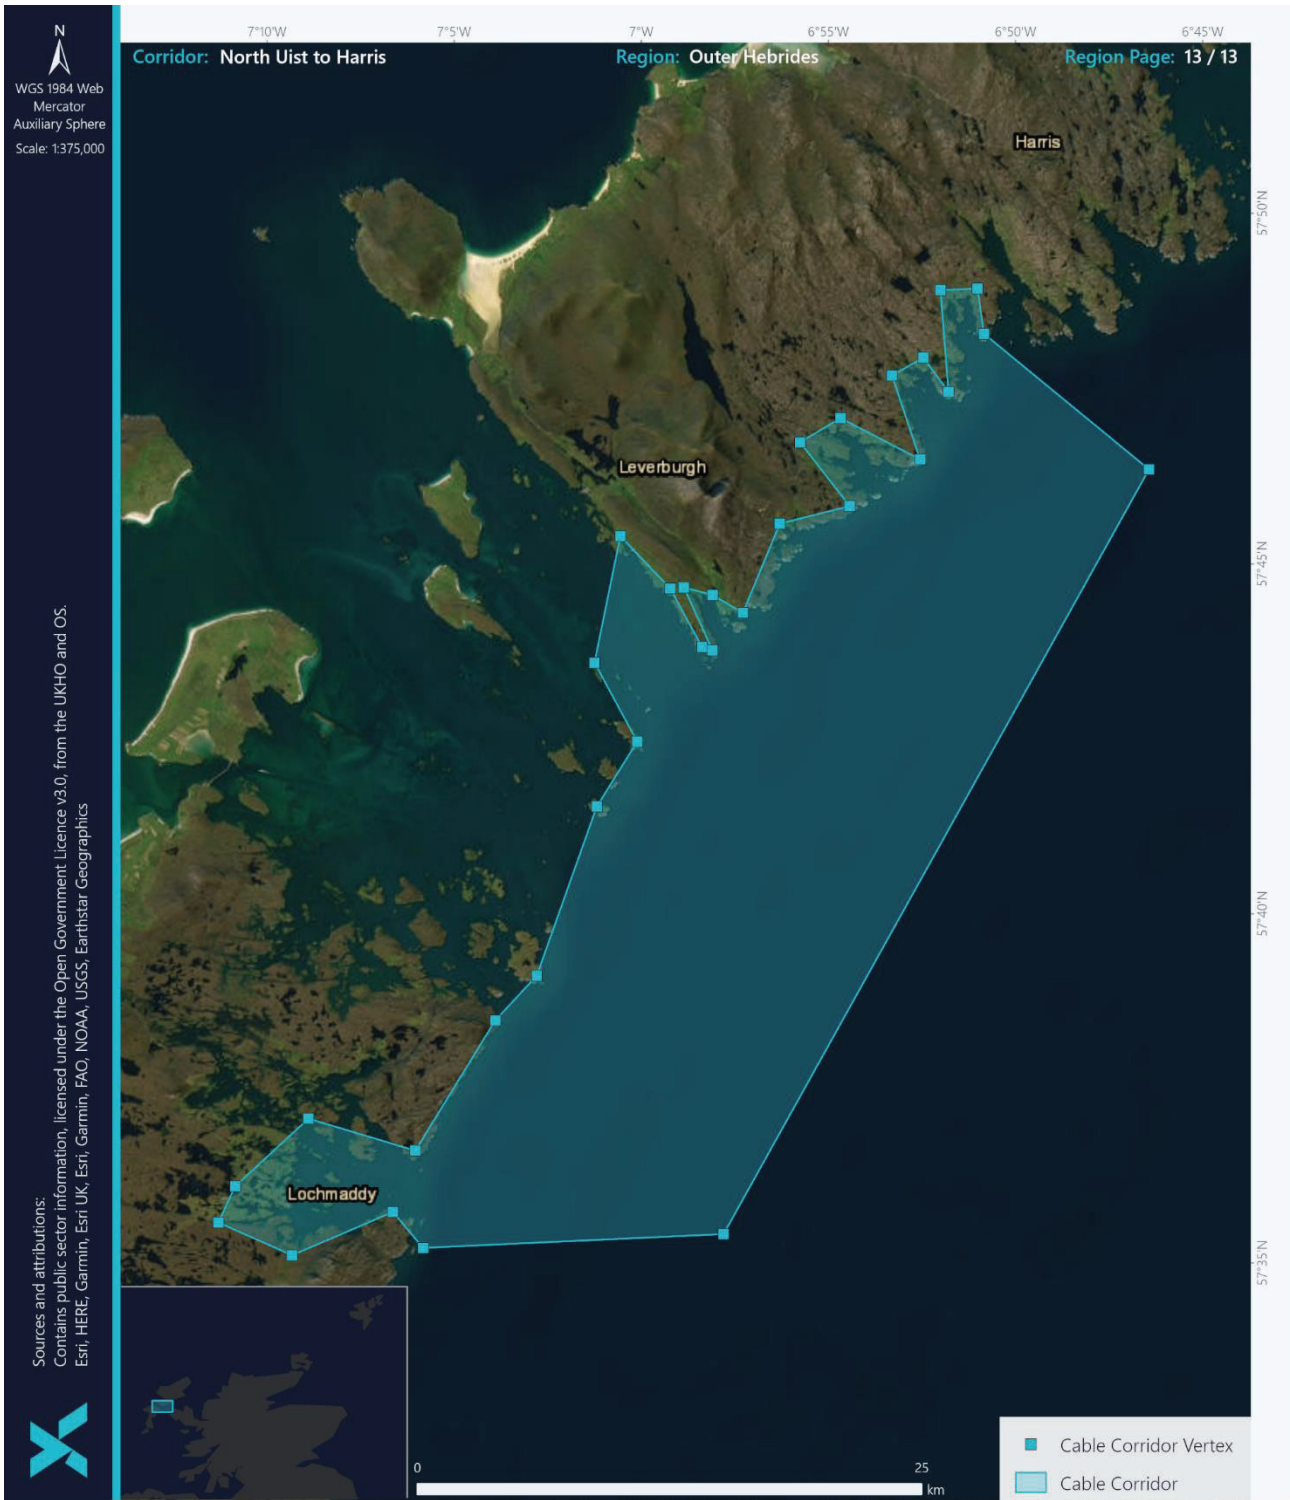 7°10'W 7°5'W 7°W 6°55'W 6°50'W 6°45'W
Corridor: North Uist to Harris Region: Outer Hebrides Region Page: 13 / 13
N
WGS 1984 Web
Mercator
Auxiliary Sphere
Scale: 1:375,000
Harris
57°50'N
Leverburgh
57°45'N
57°40'N
Lochmaddy
57°35'N
Sources and attributions:
Contains public sector information, licensed under the Open Government Licence v3.0, from the UKHO and OS.
Esri, HERE, Garmin, Esri UK, Esri, Garmin, FAO, NOAA, USGS, Earthstar Geographics
0 25
km
Cable Corridor Vertex
Cable Corridor